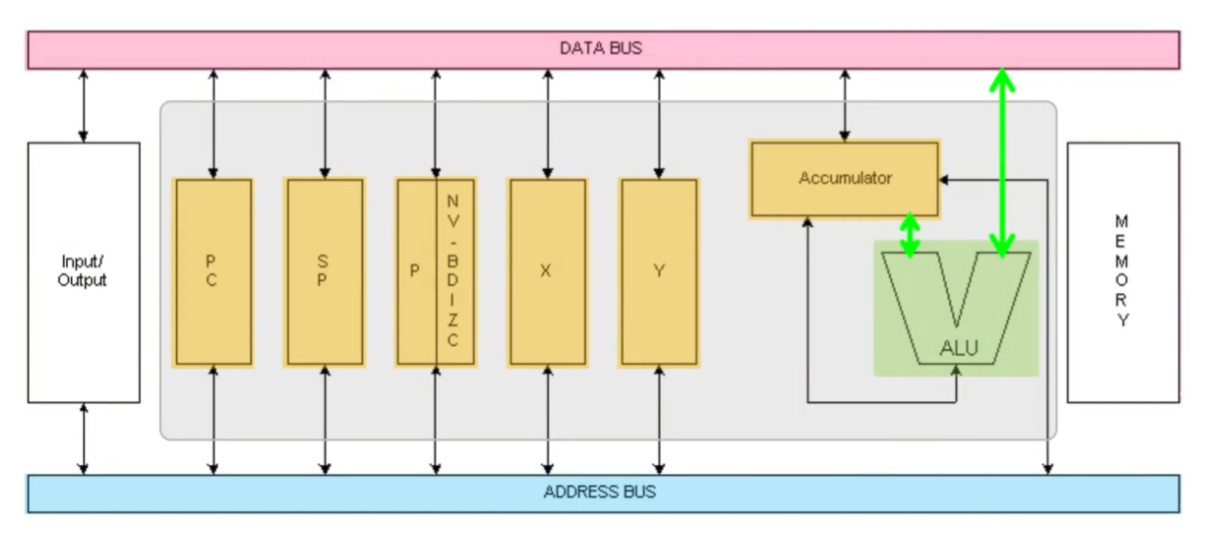 DATA BUS
Input/
Output
P
C
S
P
P
N
V
-
B
D
I
Z
C
X
Y
Accumulator
ALU
M
E
M
O
R
Y
ADDRESS BUS